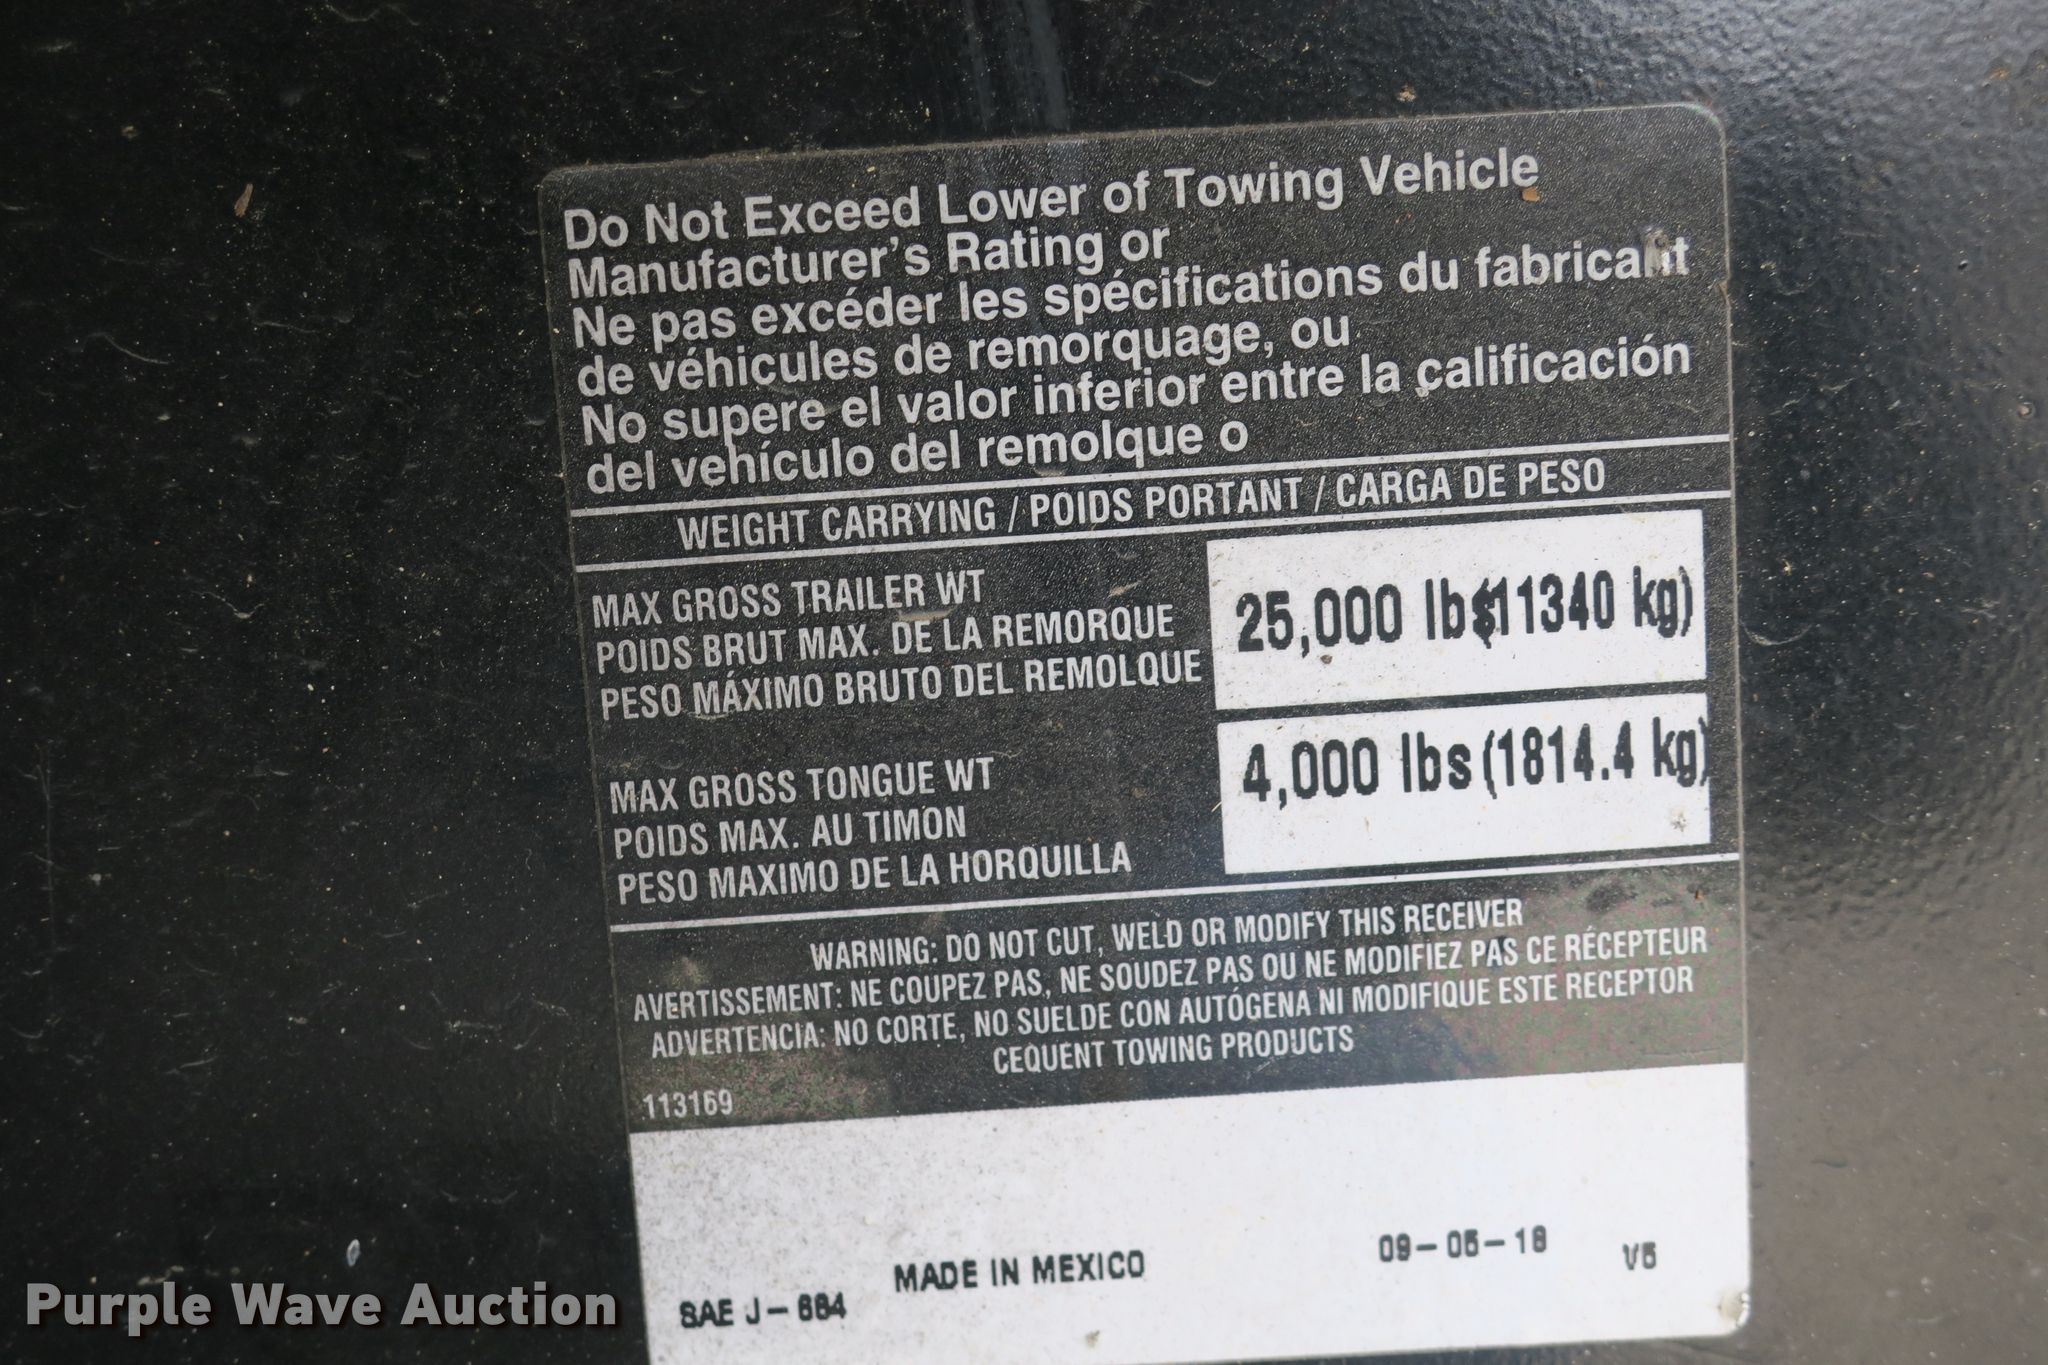 Do Not Exceed Lower of Towing Vehicle
Manufacturer's Rating or
Ne pas excéder les spécifications du fabricant
de véhicules de remorquage, ou
No supere el valor inferior entre la calificación
del vehículo del remolque o
WEIGHT CARRYING / POIDS PORTANT / CARGA DE PESO
MAX GROSS TRAILER WT
POIDS BRUT MAX. DE LA REMORQUE
PESO MÁXIMO BRUTO DEL REMOLQUE
25,000 lbs(11340 kg)
MAX GROSS TONGUE WT
POIDS MAX. AU TIMON
PESO MAXIMO DE LA HORQUILLA
4,000 lbs (1814.4 kg)
WARNING: DO NOT CUT, WELD OR MODIFY THIS RECEIVER
AVERTISSEMENT: NE COUPEZ PAS, NE SOUDEZ PAS OU NE MODIFIEZ PAS CE RÉCEPTEUR
ADVERTENCIA: NO CORTE, NO SUELDE CON AUTÓGENA NI MODIFIQUE ESTE RECEPTOR
CEQUENT TOWING PRODUCTS
113169
SAE J-684 MADE IN MEXICO 09-05-18 V5
Purple Wave Auction